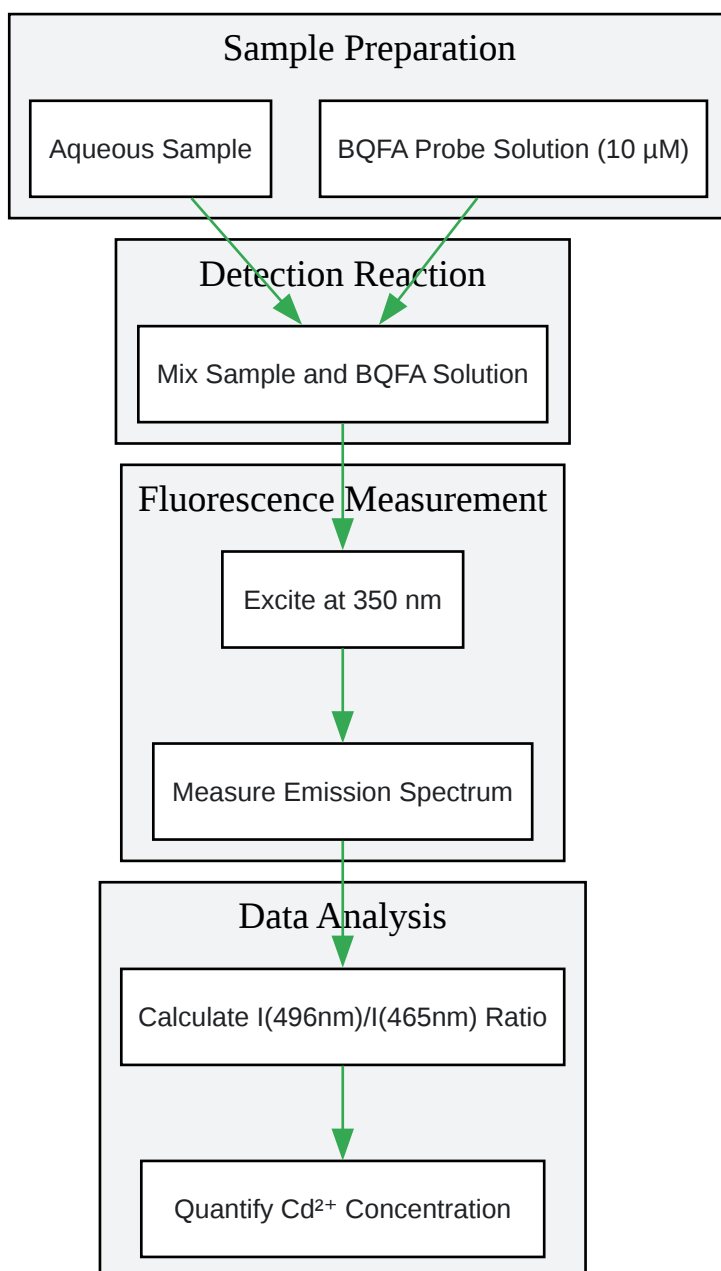 Sample Preparation
Aqueous Sample
BQFA Probe Solution (10 µM)
Detection Reaction
Mix Sample and BQFA Solution
Fluorescence Measurement
Excite at 350 nm
Measure Emission Spectrum
Data Analysis
Calculate I(496nm)/I(465nm) Ratio
Quantify Cd²⁺ Concentration